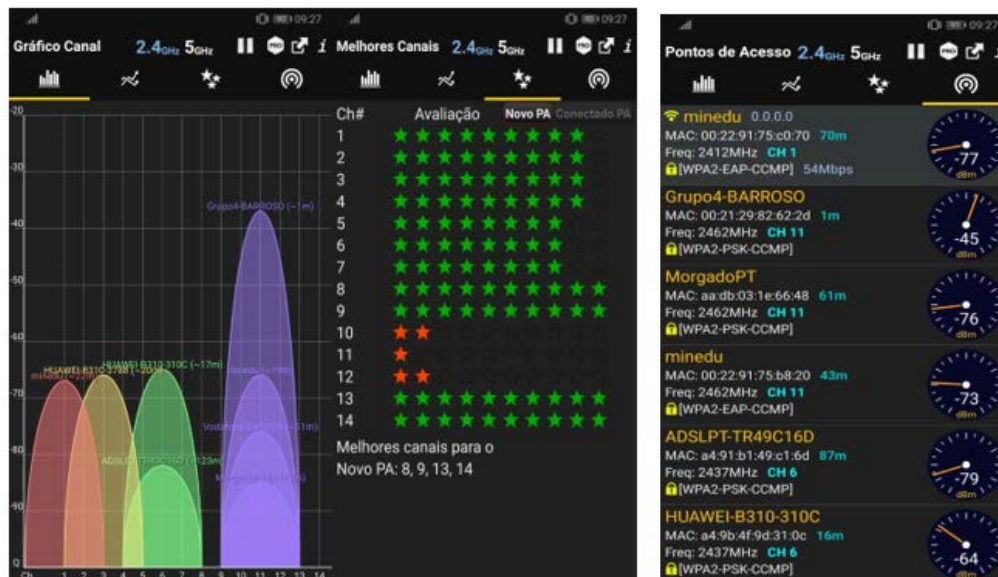 09:27
Gráfico Canal 2.4GHz 5GHz PRO i
-20
-30
-40
-50
-60
-70
-80
-90
Grupo4-BARROSO (~1m)
HUAWEI-B310-310C (~17m)
minedu (~22m)
Ch 1 2 3 4 5 6 7 8 9 10 11 12 13 14
09:27
Melhores Canais 2.4GHz 5GHz PRO i
Ch# Avaliação Novo PA Conectado PA
1
2
3
4
5
6
7
8
9
10
11
12
13
14
Melhores canais para o
Novo PA: 8, 9, 13, 14
09:27
Pontos de Acesso 2.4GHz 5GHz PRO
minedu 0.0.0.0
MAC: 00:22:91:75:c0:70 70m
Freq: 2412MHz CH 1
[WPA2-EAP-CCMP] 54Mbps
-77
dBm
Grupo4-BARROSO
MAC: 00:21:29:82:62:2d 1m
Freq: 2462MHz CH 11
[WPA2-PSK-CCMP]
-45
dBm
MorgadoPT
MAC: aa:db:03:1e:66:48 61m
Freq: 2462MHz CH 11
[WPA2-PSK-CCMP]
-76
dBm
minedu
MAC: 00:22:91:75:b8:20 43m
Freq: 2462MHz CH 11
[WPA2-EAP-CCMP]
-73
dBm
ADSLPT-TR49C16D
MAC: a4:91:b1:49:c1:6d 87m
Freq: 2437MHz CH 6
[WPA2-PSK-CCMP]
-79
dBm
HUAWEI-B310-310C
MAC: a4:9b:4f:9d:31:0c 16m
Freq: 2437MHz CH 6
[WPA2-PSK-CCMP]
-64
dBm